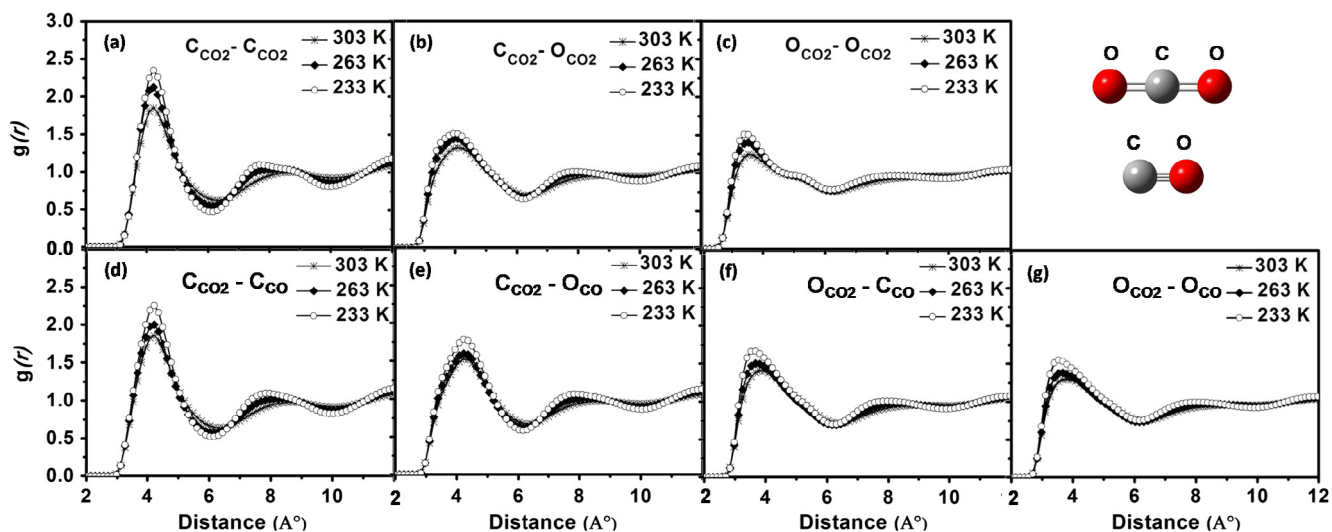 3.0
2.5
2.0
1.5
1.0
0.5
0.0
g(r)
(a)
C_CO2- C_CO2
303 K
263 K
233 K
(b)
C_CO2- O_CO2
303 K
263 K
233 K
(c)
O_CO2- O_CO2
303 K
263 K
233 K
O C O
C O
2.5
2.0
1.5
1.0
0.5
0.0
g(r)
(d)
C_CO2 - C_CO
303 K
263 K
233 K
(e)
C_CO2 - O_CO
303 K
263 K
233 K
(f)
O_CO2 - C_CO
303 K
263 K
233 K
(g)
O_CO2 - O_CO
303 K
263 K
233 K
2 4 6 8 10 2 4 6 8 10 2 4 6 8 10 2 4 6 8 10 12
Distance (A°) Distance (A°) Distance (A°) Distance (A°)